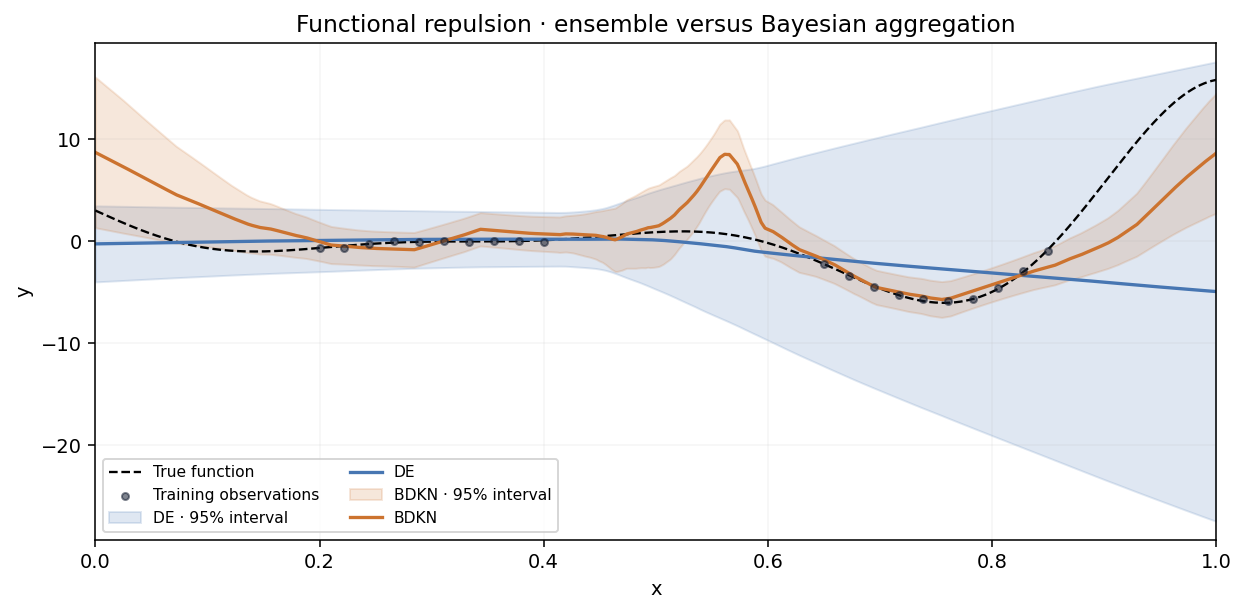 Functional repulsion · ensemble versus Bayesian aggregation
y
10
0
−10
−20
True function
Training observations
DE · 95% interval
DE
BDKN · 95% interval
BDKN
0.0 0.2 0.4 0.6 0.8 1.0
x